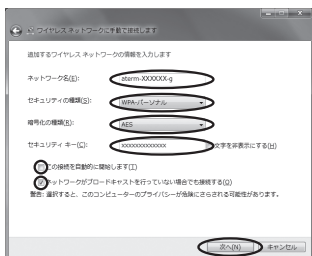 ワイヤレス ネットワークに手動で接続します
追加するワイヤレス ネットワークの情報を入力します
ネットワーク名(E): aterm-XXXXXX-g
セキュリティの種類(S): WPA-パーソナル
暗号化の種類(R): AES
セキュリティ キー(C): xxxxxxxxxxxxx 文字を非表示にする(H)
この接続を自動的に開始します(T)
ネットワークがブロードキャストを行っていない場合でも接続する(O)
警告: 選択すると、このコンピューターのプライバシーが危険にさらされる可能性があります。
次へ(N) キャンセル